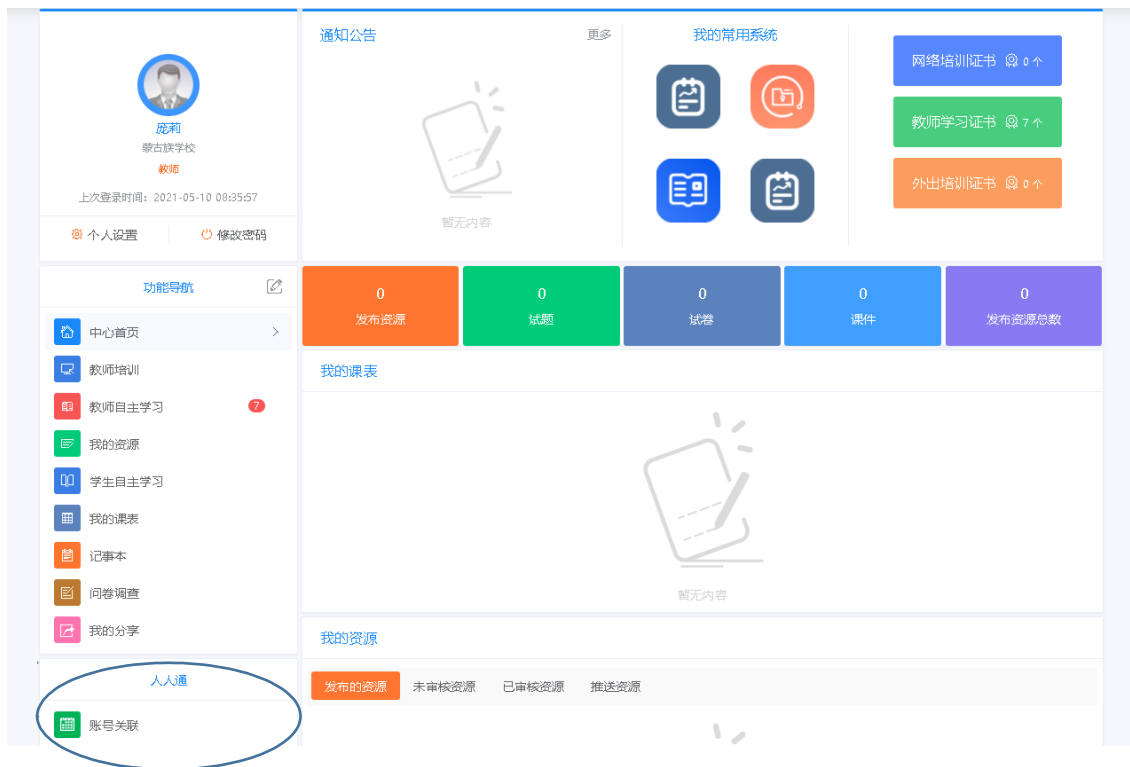 庞莉
蒙古族学校
教师
上次登录时间：2021-05-10 08:35:57
个人设置
修改密码
通知公告
更多
暂无内容
我的常用系统
网络培训证书 0个
教师学习证书 7个
外出培训证书 0个
功能导航
中心首页
教师培训
教师自主学习 7
我的资源
学生自主学习
我的课表
记事本
问卷调查
我的分享
人人通
账号关联
0
发布资源
0
试题
0
试卷
0
课件
0
发布资源总数
我的课表
暂无内容
我的资源
发布的资源 未审核资源 已审核资源 推送资源